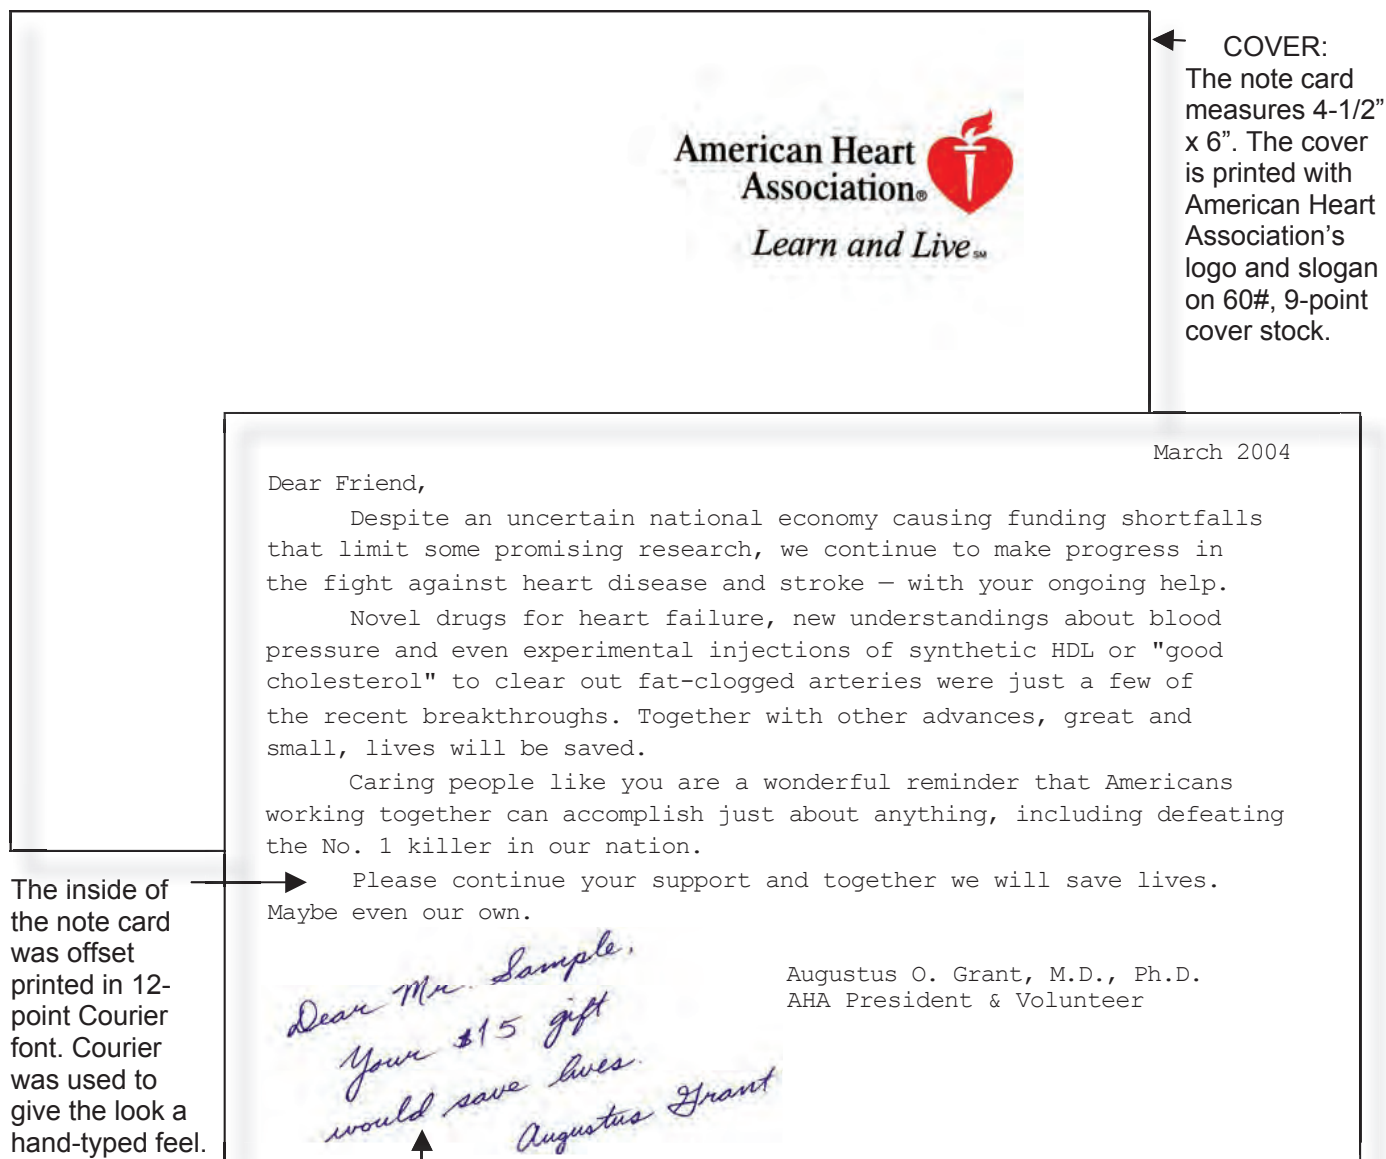 American Heart
Association®
Learn and Live℠
COVER:
The note card
measures 4-1/2”
x 6”. The cover
is printed with
American Heart
Association’s
logo and slogan
on 60#, 9-point
cover stock.
March 2004
Dear Friend,
Despite an uncertain national economy causing funding shortfalls
that limit some promising research, we continue to make progress in
the fight against heart disease and stroke — with your ongoing help.
Novel drugs for heart failure, new understandings about blood
pressure and even experimental injections of synthetic HDL or "good
cholesterol" to clear out fat-clogged arteries were just a few of
the recent breakthroughs. Together with other advances, great and
small, lives will be saved.
Caring people like you are a wonderful reminder that Americans
working together can accomplish just about anything, including defeating
the No. 1 killer in our nation.
Please continue your support and together we will save lives.
Maybe even our own.
Augustus O. Grant, M.D., Ph.D.
AHA President & Volunteer
Dear Mr. Sample,
Your $15 gift
would save lives.
Augustus Grant
The inside of
the note card
was offset
printed in 12-
point Courier
font. Courier
was used to
give the look a
hand-typed feel.